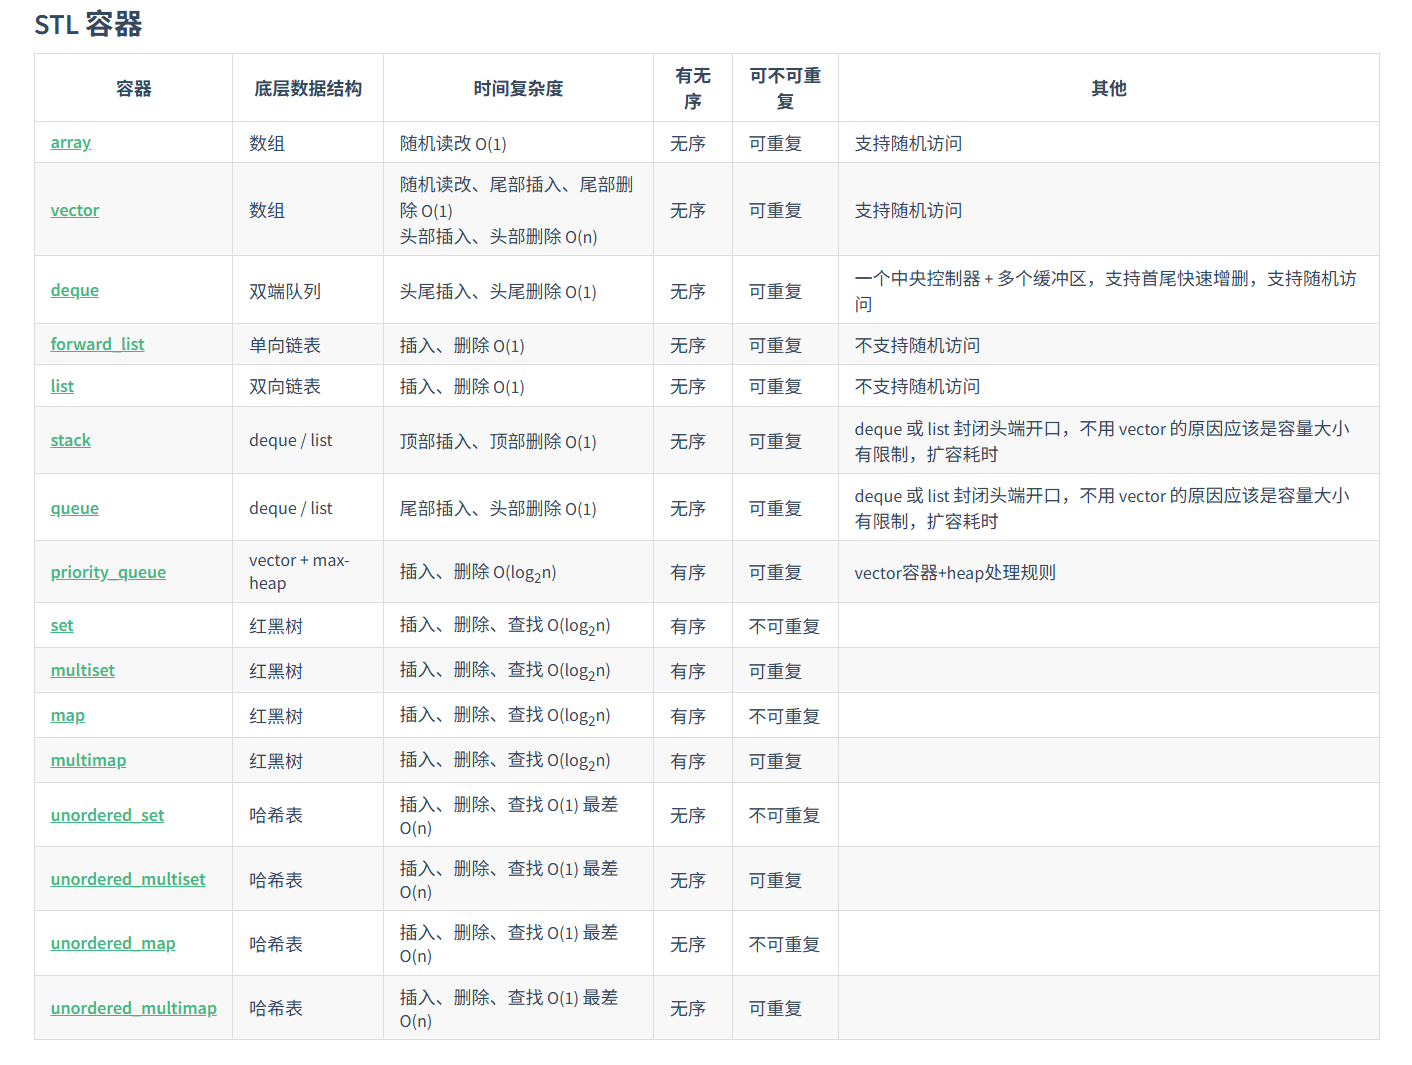 STL 容器
容器 底层数据结构 时间复杂度 有无序 可不可重复 其他
array 数组 随机读改 O(1) 无序 可重复 支持随机访问
vector 数组 随机读改、尾部插入、尾部删除 O(1) 头部插入、头部删除 O(n) 无序 可重复 支持随机访问
deque 双端队列 头尾插入、头尾删除 O(1) 无序 可重复 一个中央控制器 + 多个缓冲区，支持首尾快速增删，支持随机访问
forward_list 单向链表 插入、删除 O(1) 无序 可重复 不支持随机访问
list 双向链表 插入、删除 O(1) 无序 可重复 不支持随机访问
stack deque / list 顶部插入、顶部删除 O(1) 无序 可重复 deque 或 list 封闭头端开口，不用 vector 的原因应该是容量大小有限制，扩容耗时
queue deque / list 尾部插入、头部删除 O(1) 无序 可重复 deque 或 list 封闭头端开口，不用 vector 的原因应该是容量大小有限制，扩容耗时
priority_queue vector + max-heap 插入、删除 O(log2n) 有序 可重复 vector容器+heap处理规则
set 红黑树 插入、删除、查找 O(log2n) 有序 不可重复
multiset 红黑树 插入、删除、查找 O(log2n) 有序 可重复
map 红黑树 插入、删除、查找 O(log2n) 有序 不可重复
multimap 红黑树 插入、删除、查找 O(log2n) 有序 可重复
unordered_set 哈希表 插入、删除、查找 O(1) 最差 O(n) 无序 不可重复
unordered_multiset 哈希表 插入、删除、查找 O(1) 最差 O(n) 无序 可重复
unordered_map 哈希表 插入、删除、查找 O(1) 最差 O(n) 无序 不可重复
unordered_multimap 哈希表 插入、删除、查找 O(1) 最差 O(n) 无序 可重复